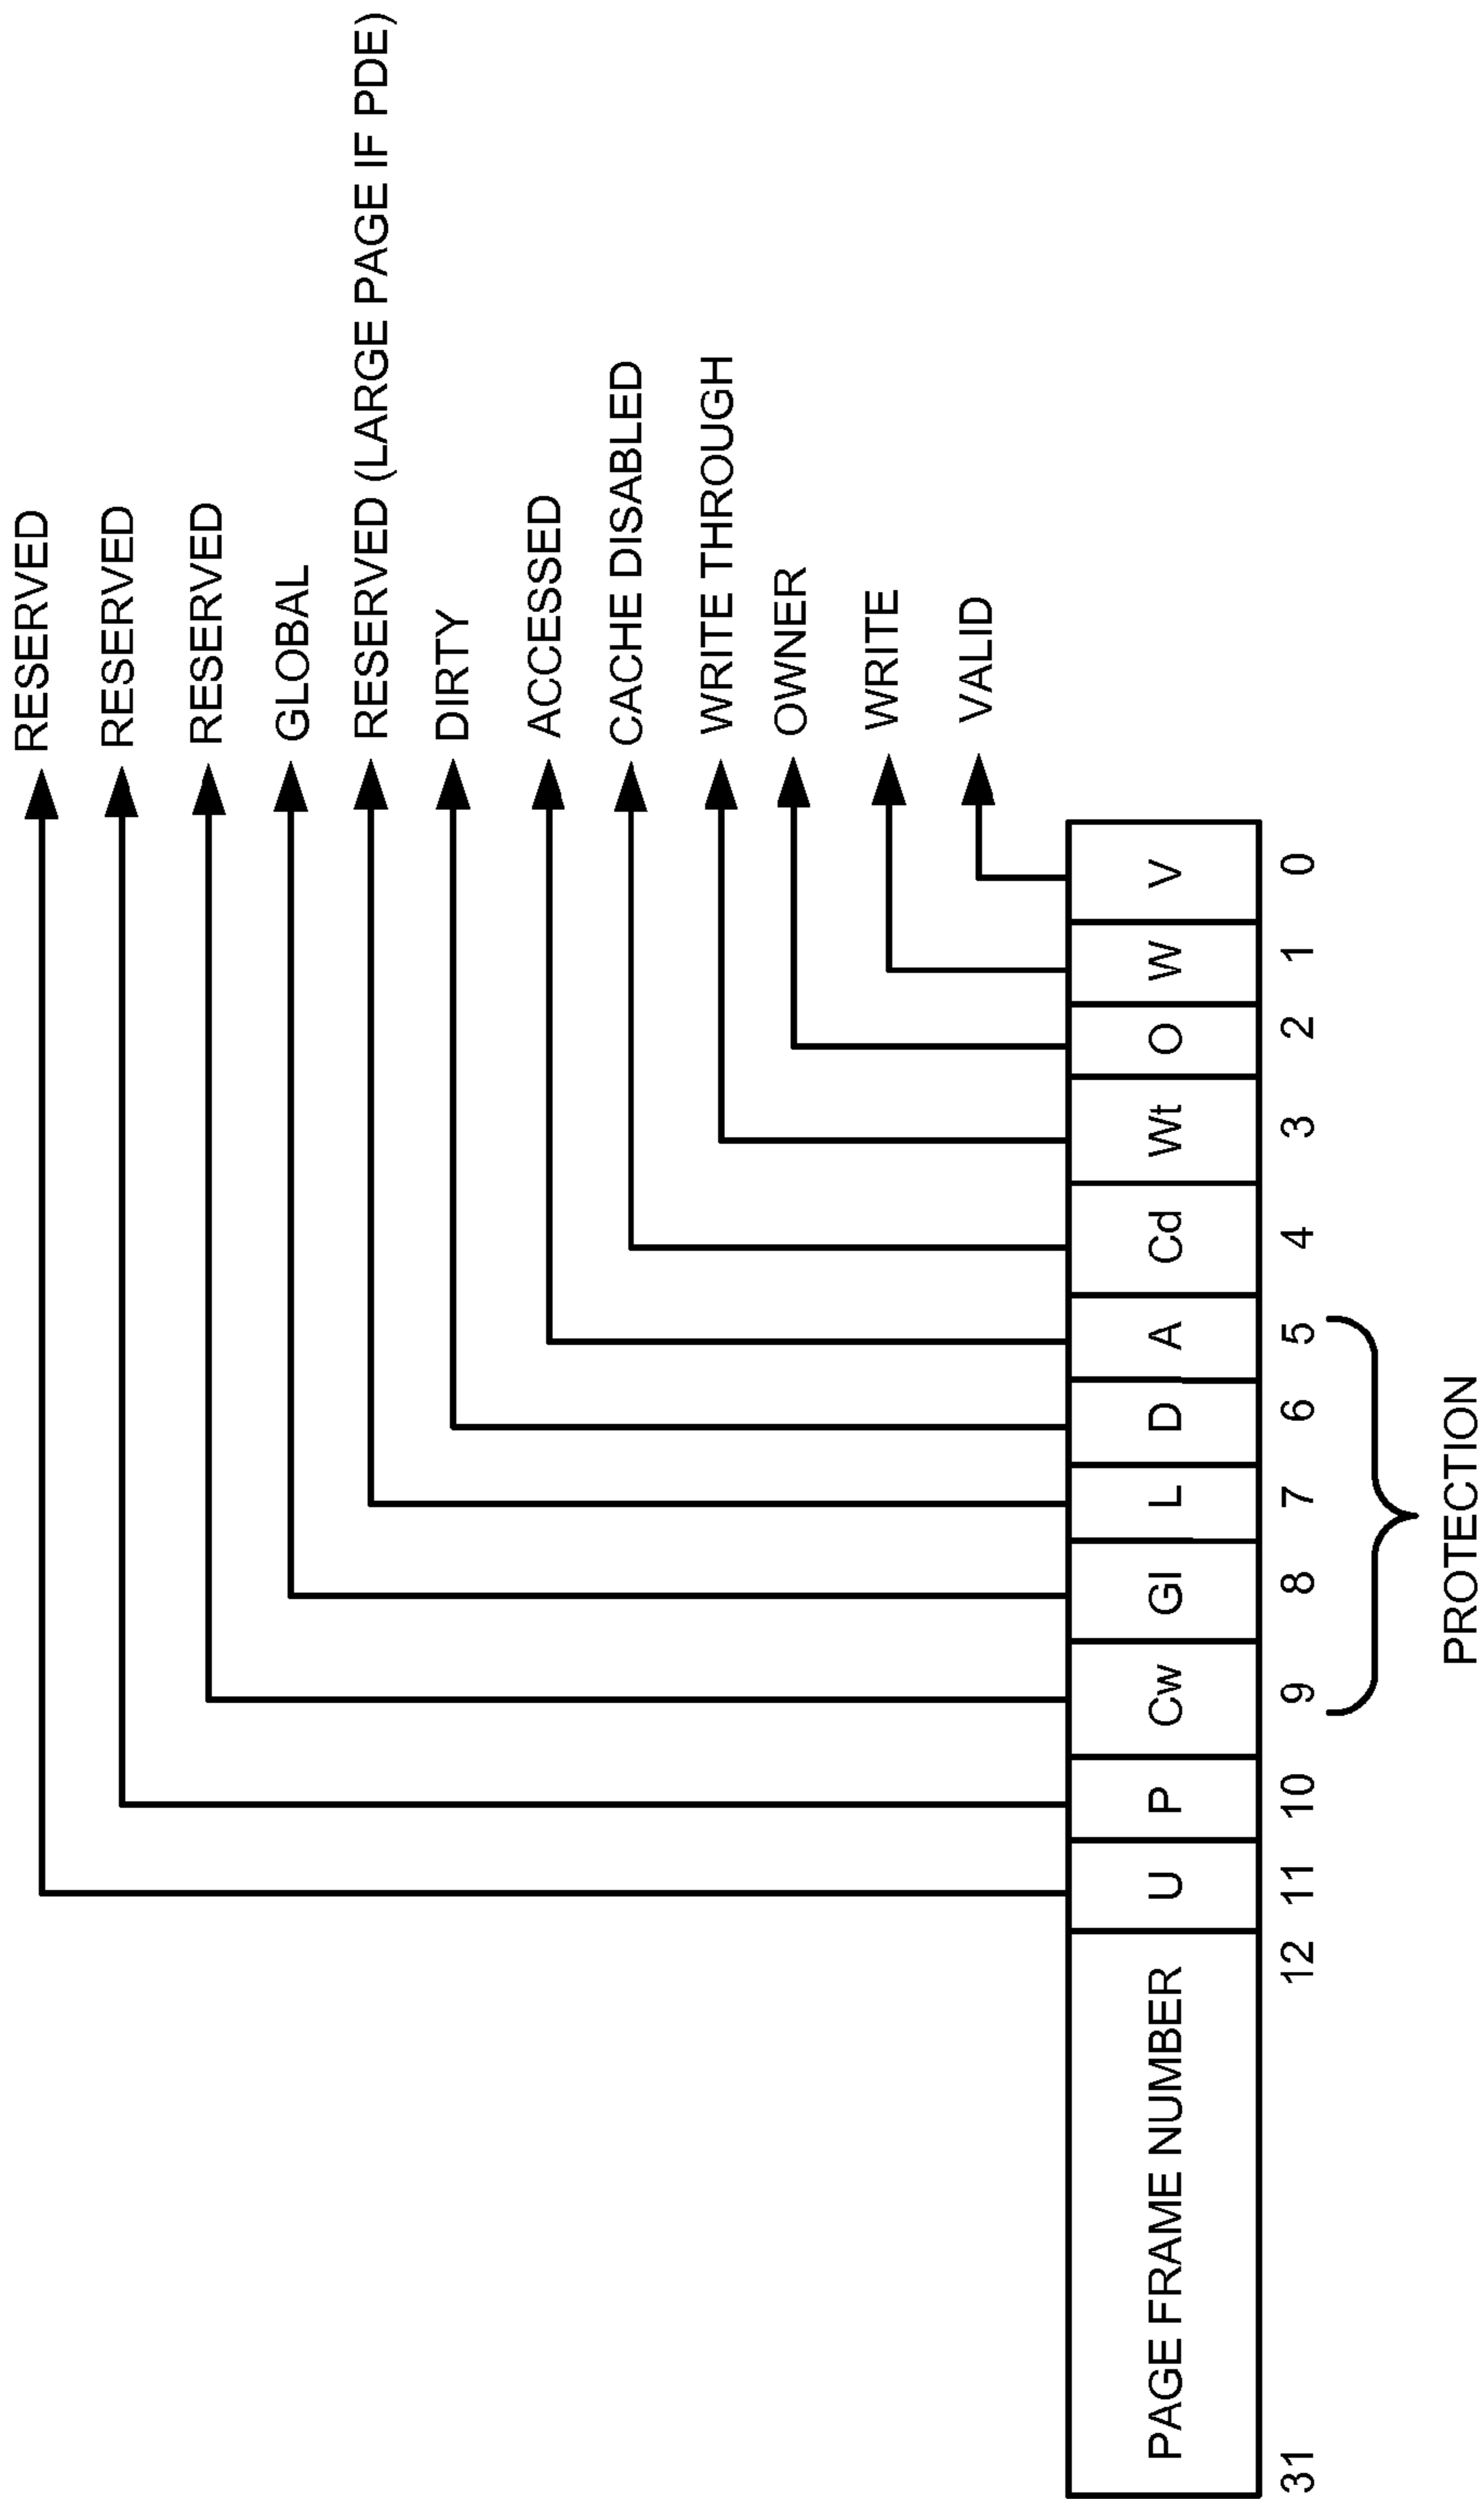 RESERVED
RESERVED
RESERVED
GLOBAL
RESERVED (LARGE PAGE IF PDE)
DIRTY
ACCESSED
CACHE DISABLED
WRITE THROUGH
OWNER
WRITE
VALID
PAGE FRAME NUMBER U P Cw Gl L D A Cd Wt O W V
31 12 11 10 9 8 7 6 5 4 3 2 1 0
PROTECTION